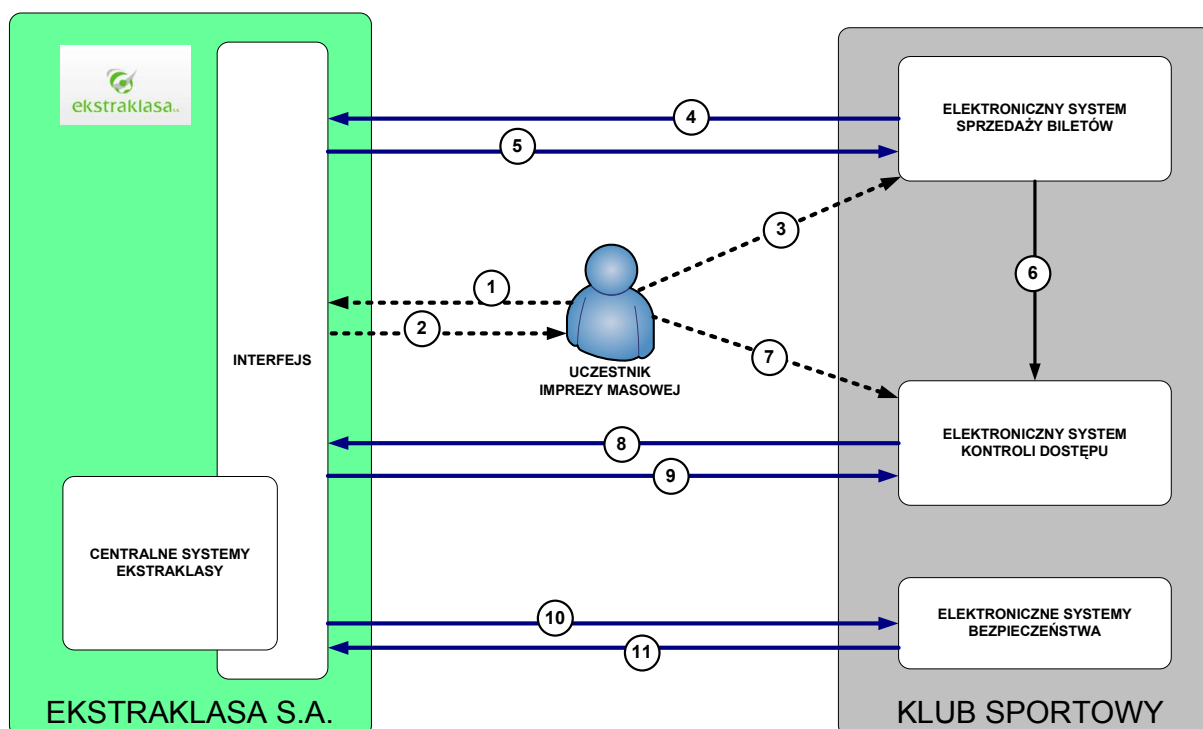 ekstraklasa
4
5
ELEKTRONICZNY SYSTEM
SPRZEDAŻY BILETÓW
3
6
1
2
INTERFEJS
UCZESTNIK
IMPREZY MASOWEJ
7
8
9
ELEKTRONICZNY SYSTEM
KONTROLI DOSTĘPU
CENTRALNE SYSTEMY
EKSTRAKLASY
10
11
ELEKTRONICZNE SYSTEMY
BEZPIECZEŃSTWA
EKSTRAKLASA S.A.
KLUB SPORTOWY